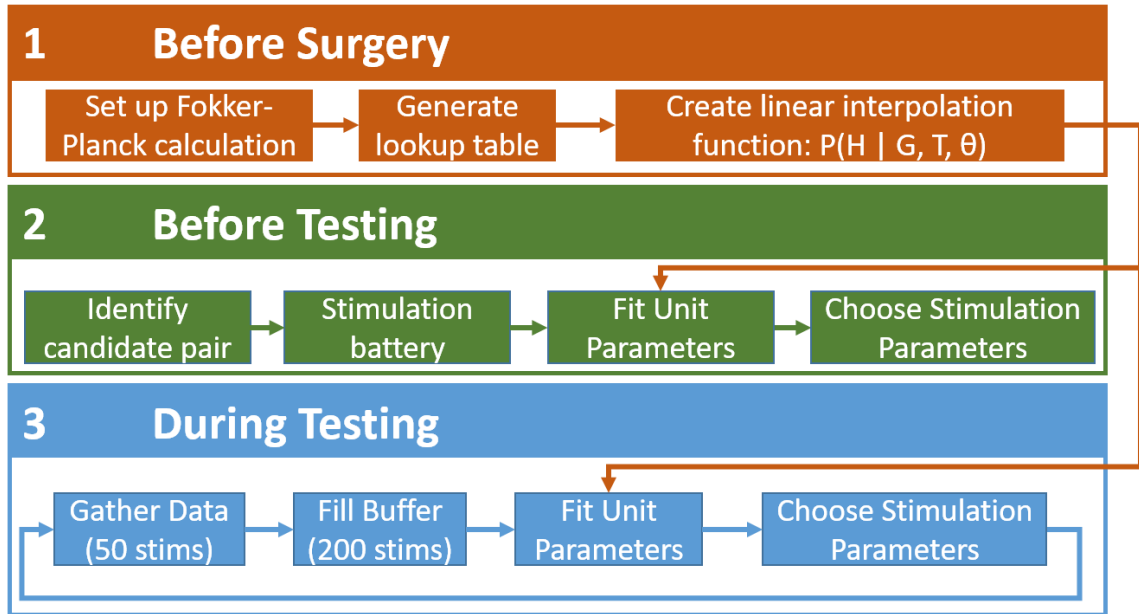 1 Before Surgery
Set up Fokker-
Planck calculation
Generate
lookup table
Create linear interpolation
function: P(H | G, T, θ)
2 Before Testing
Identify
candidate pair
Stimulation
battery
Fit Unit
Parameters
Choose Stimulation
Parameters
3 During Testing
Gather Data
(50 stims)
Fill Buffer
(200 stims)
Fit Unit
Parameters
Choose Stimulation
Parameters